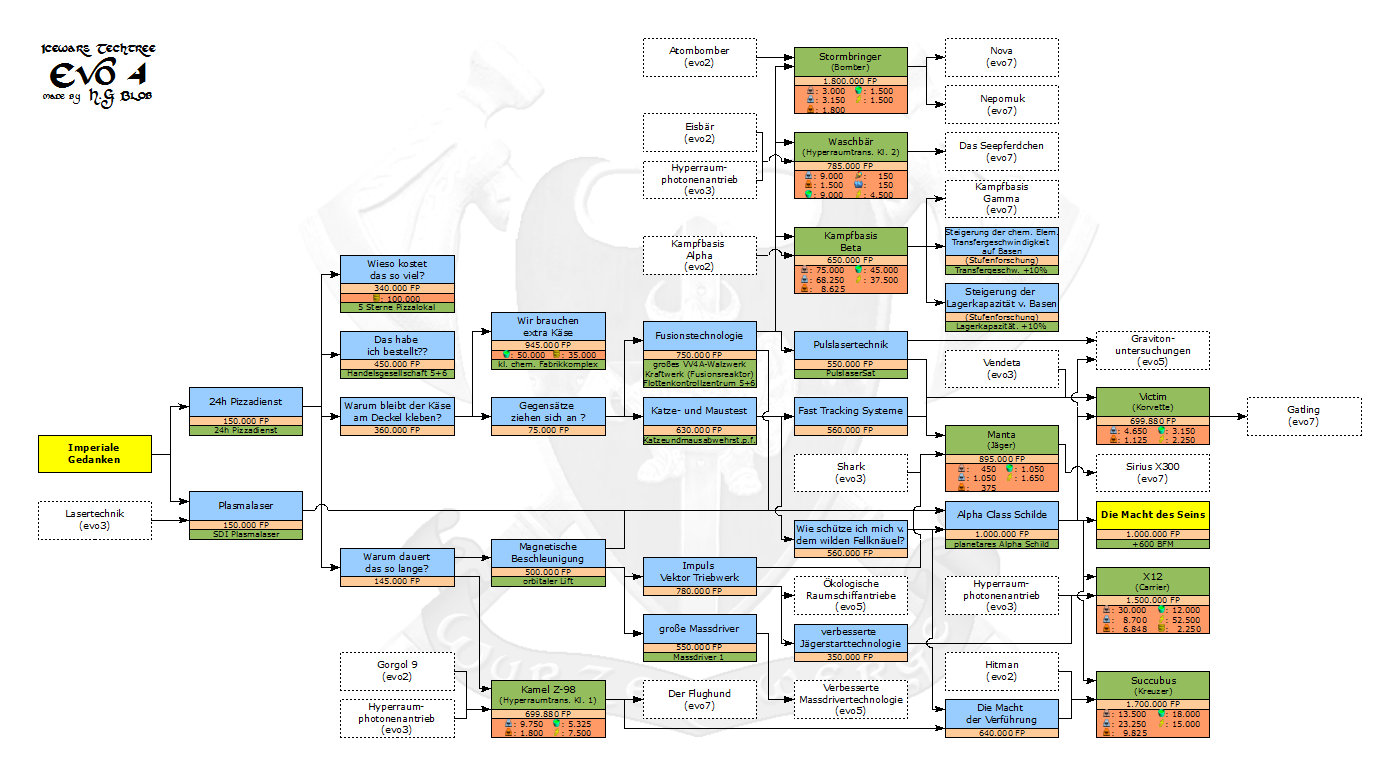 Icewars Techtree
Evo 4
made by H.G Blob
Atombomber
(evo2)
Stormbringer
(Bomber)
1.800.000 FP
: 3.000 : 1.500
: 3.150 : 1.500
: 1.800
Nova
(evo7)
Nepomuk
(evo7)
Eisbär
(evo2)
Hyperraum-
photonenantrieb
(evo3)
Waschbär
(Hyperraumtrans. Kl. 2)
785.000 FP
: 9.000 : 150
: 1.500 : 150
: 9.000 : 4.500
Das Seepferdchen
(evo7)
Kampfbasis
Gamma
(evo7)
Kampfbasis
Alpha
(evo2)
Kampfbasis
Beta
650.000 FP
: 75.000 : 45.000
: 68.250 : 37.500
: 8.625
Steigerung der chem. Elem.
Transfergeschwindigkeit
auf Basen
(Stufenforschung)
Transfergeschw. +10%
Steigerung der
Lagerkapazität v. Basen
(Stufenforschung)
Lagerkapazität. +10%
Wieso kostet
das so viel?
340.000 FP
: 100.000
5 Sterne Pizzalokal
Das habe
ich bestellt??
450.000 FP
Handelsgesellschaft 5+6
Wir brauchen
extra Käse
945.000 FP
: 50.000 : 35.000
kl. chem. Fabrikkomplex
Fusionstechnologie
750.000 FP
großes VV4A-Walzwerk
Kraftwerk (Fusionsreaktor)
Flottenkontrollzentrum 5+6
Pulslasertechnik
550.000 FP
PulslaserSat
Vendeta
(evo3)
Graviton-
untersuchungen
(evo5)
24h Pizzadienst
150.000 FP
24h Pizzadienst
Warum bleibt der Käse
am Deckel kleben?
360.000 FP
Gegensätze
ziehen sich an ?
75.000 FP
Katze- und Maustest
630.000 FP
Katzeundmausabwehrst.p.f.
Fast Tracking Systeme
560.000 FP
Victim
(Korvette)
699.880 FP
: 4.650 : 3.150
: 1.125 : 2.250
Gading
(evo7)
Imperiale
Gedanken
Manta
(Jäger)
895.000 FP
: 450 : 1.050
: 1.050 : 1.650
: 375
Shark
(evo3)
Sirius X300
(evo7)
Lasertechnik
(evo3)
Plasmalaser
150.000 FP
SDI Plasmalaser
Wie schütze ich mich v.
dem wilden Fellknäuel?
560.000 FP
Alpha Class Schilde
1.000.000 FP
planetares Alpha Schild
Die Macht des Seins
1.000.000 FP
+600 BFM
Warum dauert
das so lange?
145.000 FP
Magnetische
Beschleunigung
500.000 FP
orbitaler Lift
Impuls
Vektor Triebwerk
780.000 FP
Ökologische
Raumschiffantriebe
(evo5)
Hyperraum-
photonenantrieb
(evo3)
X12
(Carrier)
1.500.000 FP
: 30.000 : 12.000
: 8.700 : 52.500
: 6.848 : 2.250
große Massdriver
550.000 FP
Massdriver 1
verbesserte
Jägerstarttechnologie
350.000 FP
Gorgol 9
(evo2)
Hyperraum-
photonenantrieb
(evo3)
Kamel Z-98
(Hyperraumtrans. Kl. 1)
699.880 FP
: 9.750 : 5.325
: 1.800 : 7.500
Der Flughund
(evo7)
Verbesserte
Massdrivertechnologie
(evo5)
Hitman
(evo2)
Die Macht
der Verführung
640.000 FP
Succubus
(Kreuzer)
1.700.000 FP
: 13.500 : 18.000
: 23.250 : 15.000
: 9.825